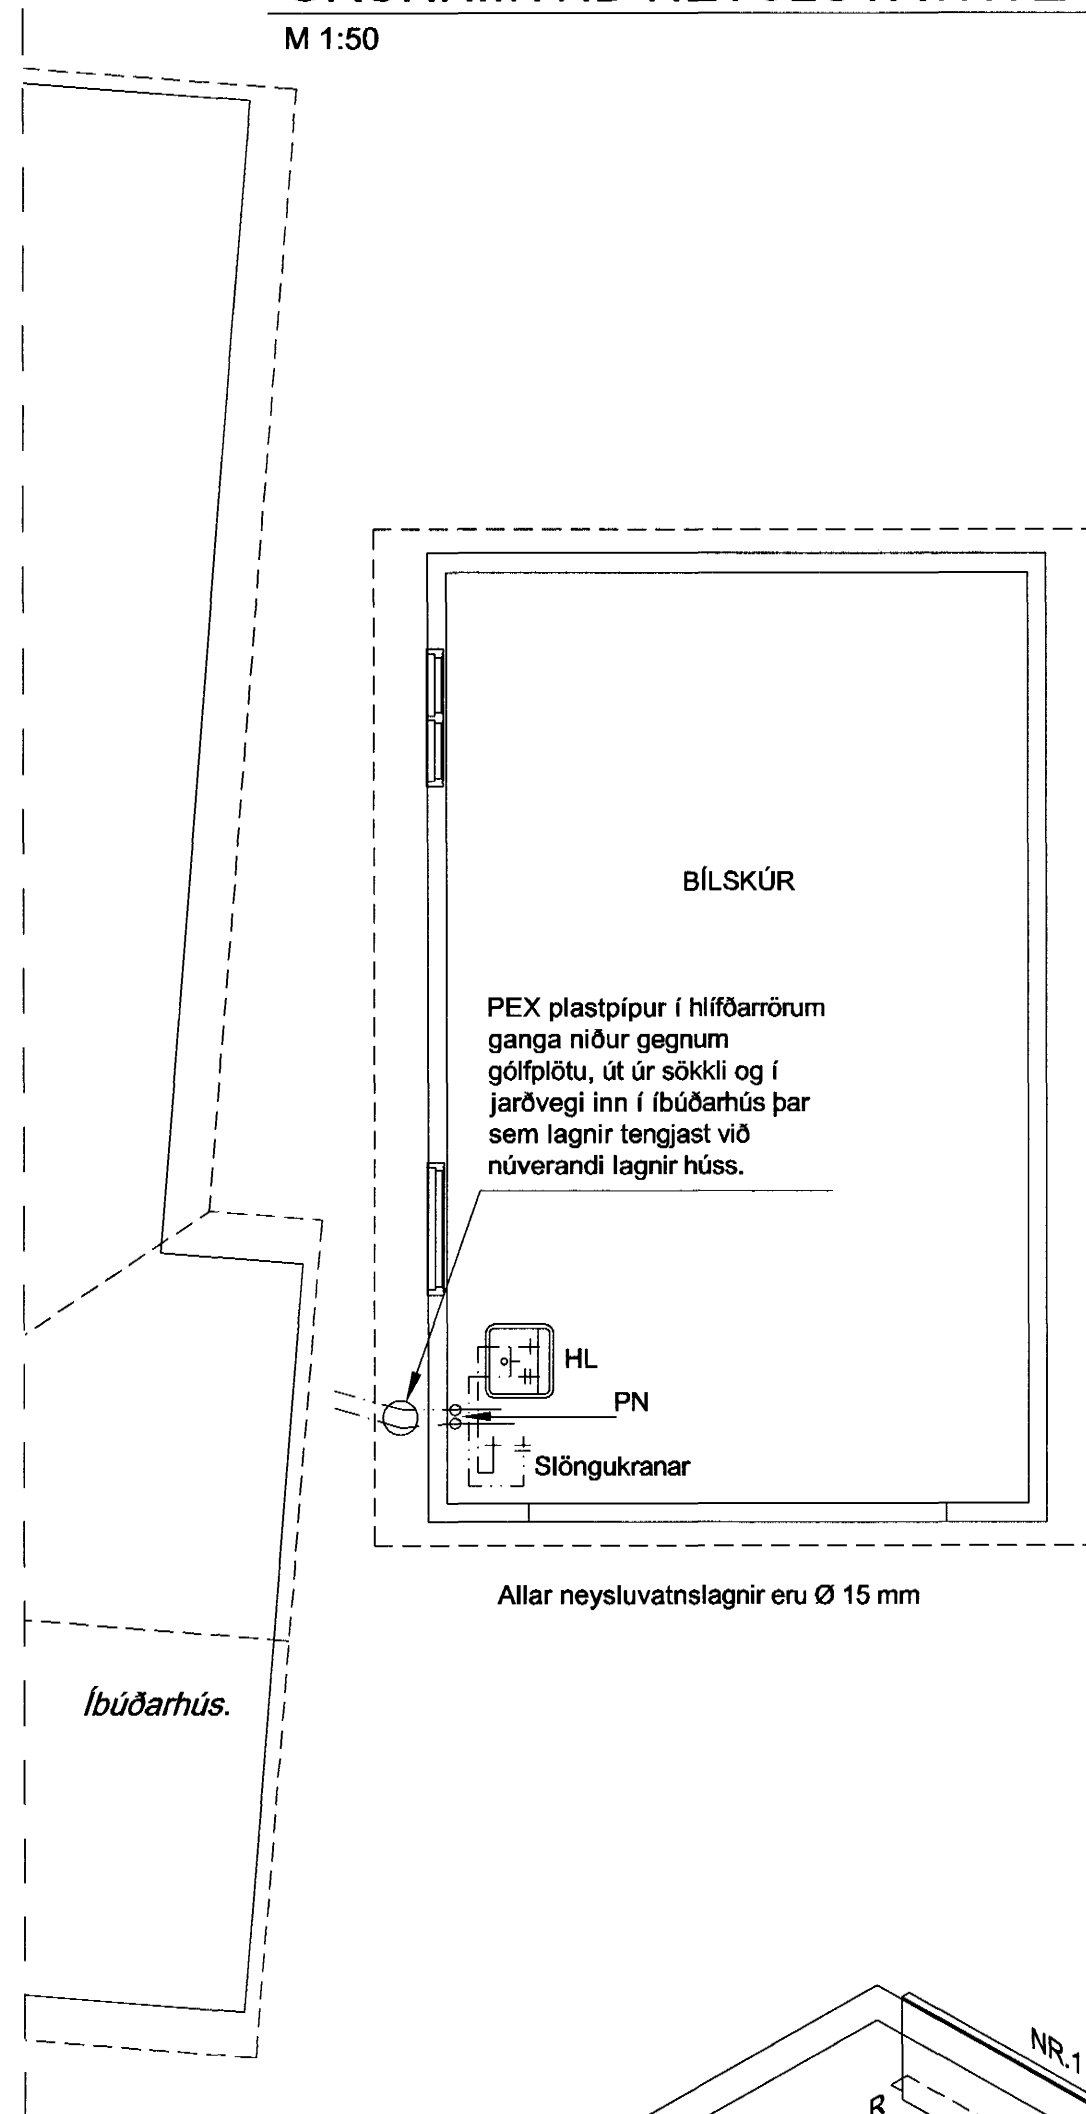 M 1:50
BÍLSKÚR
PEX plastpípur í hlífðarrörum
ganga niður gegnum
gólfplötu, út úr sökkli og í
jarðvegi inn í íbúðarhús þar
sem lagnir tengjast við
núverandi lagnir húss.
HL
PN
Slöngukranar
Allar neysluvatnslagnir eru Ø 15 mm
Íbúðarhús.
NR.1
R